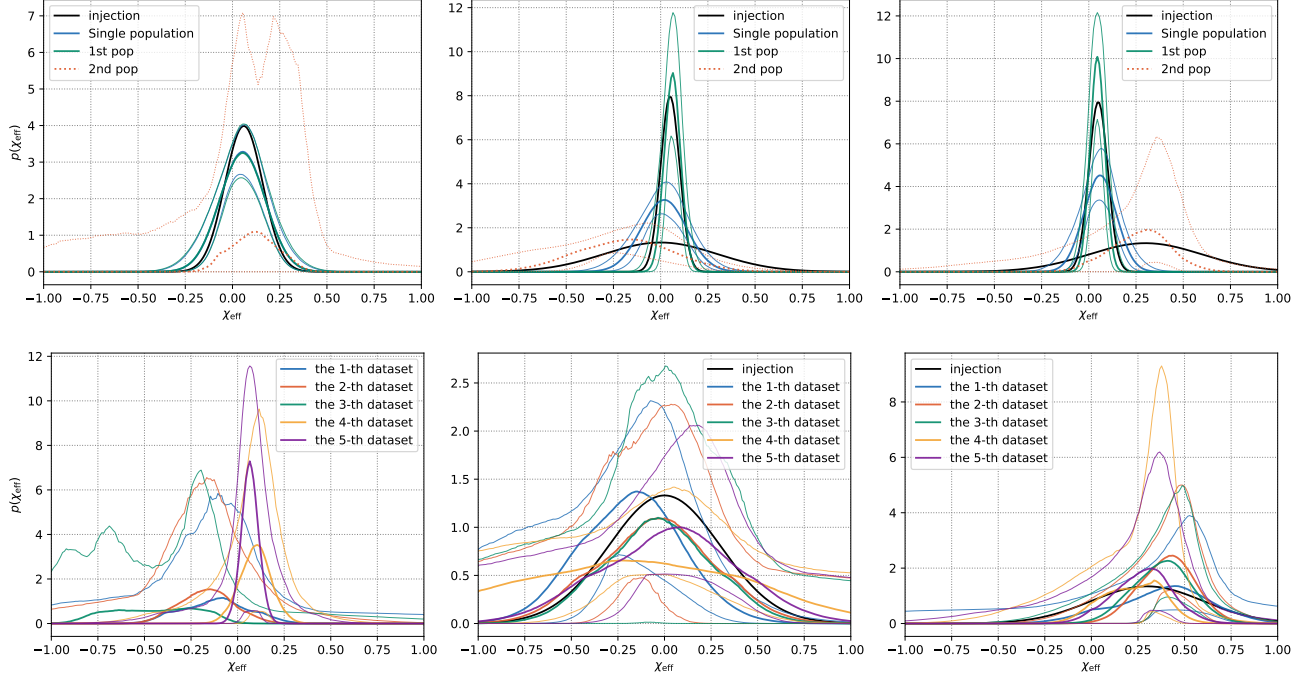 injection
Single population
1st pop
2nd pop
7
6
5
4
3
2
1
0
p(χeff)
−1.00 −0.75 −0.50 −0.25 0.00 0.25 0.50 0.75 1.00
χeff
injection
Single population
1st pop
2nd pop
12
10
8
6
4
2
0
−1.00 −0.75 −0.50 −0.25 0.00 0.25 0.50 0.75 1.00
χeff
injection
Single population
1st pop
2nd pop
12
10
8
6
4
2
0
−1.00 −0.75 −0.50 −0.25 0.00 0.25 0.50 0.75 1.00
χeff
the 1-th dataset
the 2-th dataset
the 3-th dataset
the 4-th dataset
the 5-th dataset
12
10
8
6
4
2
0
p(χeff)
−1.00 −0.75 −0.50 −0.25 0.00 0.25 0.50 0.75 1.00
χeff
injection
the 1-th dataset
the 2-th dataset
the 3-th dataset
the 4-th dataset
the 5-th dataset
2.5
2.0
1.5
1.0
0.5
0.0
−1.00 −0.75 −0.50 −0.25 0.00 0.25 0.50 0.75 1.00
χeff
injection
the 1-th dataset
the 2-th dataset
the 3-th dataset
the 4-th dataset
the 5-th dataset
8
6
4
2
0
−1.00 −0.75 −0.50 −0.25 0.00 0.25 0.50 0.75 1.00
χeff